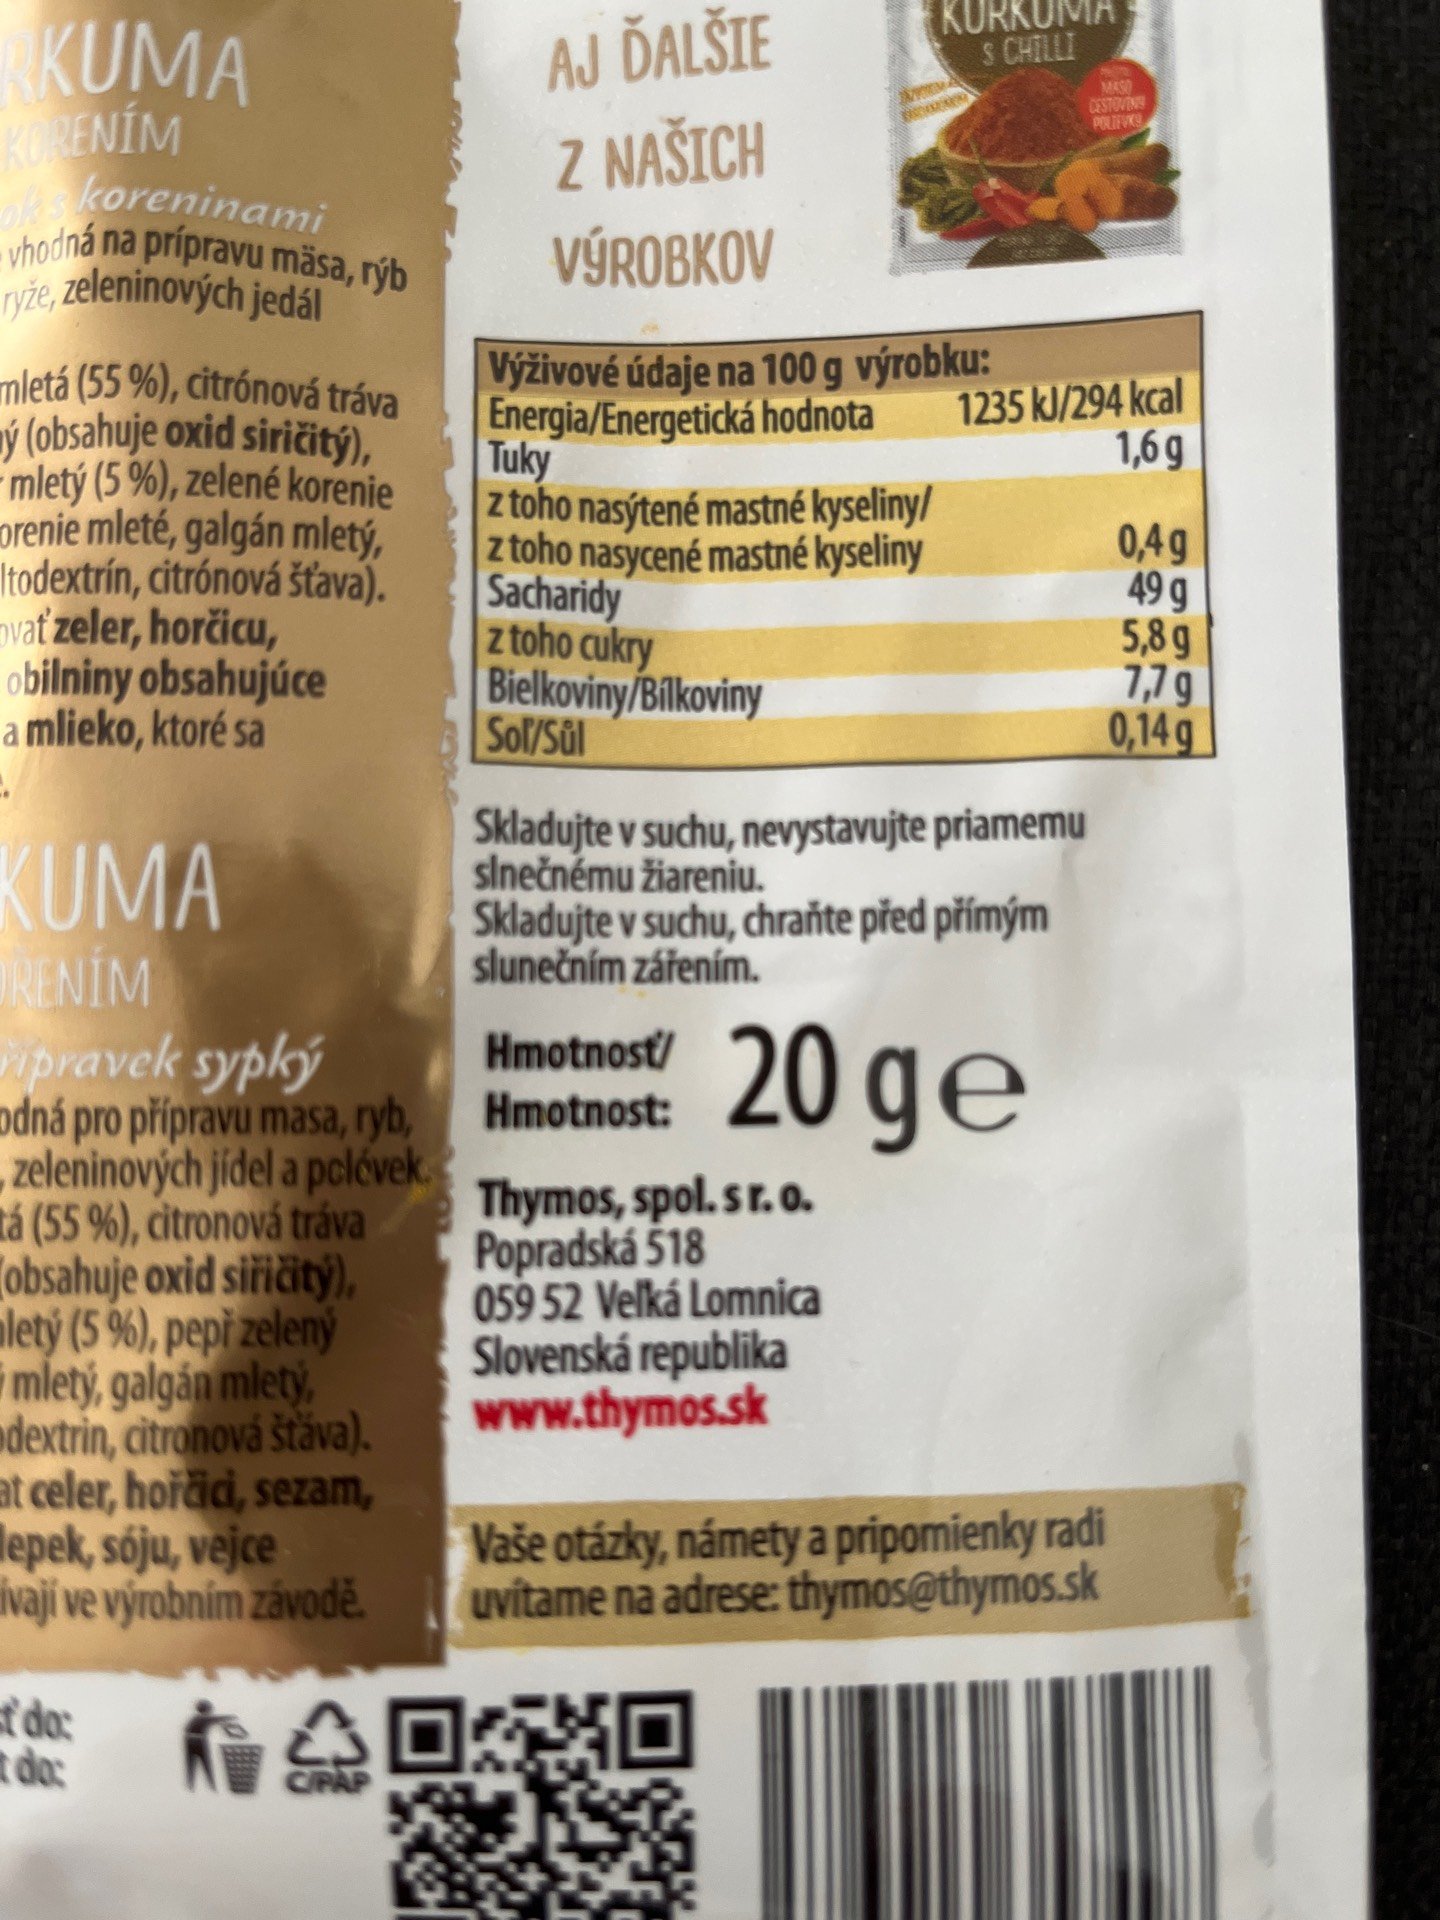 RKUMA
KORENÍM
ok s koreninami
vhodná na prípravu mäsa, rýb
ryže, zeleninových jedál
mletá (55 %), citrónová tráva
ý (obsahuje oxid siričitý),
mletý (5 %), zelené korenie
orenie mleté, galgán mletý,
ltodextrín, citrónová šťava).
ovať zeler, horčicu,
obilniny obsahujúce
a mlieko, ktoré sa
KUMA
OŘENÍM
řípravek sypký
odná pro přípravu masa, ryb,
, zeleninových jídel a polévek.
tá (55 %), citronová tráva
(obsahuje oxid siřičitý),
letý (5 %), pepř zelený
ý mletý, galgán mletý,
odextrin, citronová šťáva).
at celer, hořčici, sezam,
lepek, sóju, vejce
ívají ve výrobním závodě.
AJ ĎALŠIE
Z NAŠICH
VÝROBKOV
KURKUMA
S CHILLI
MÄSO
CESTOVINY
POLIEVKY
Výživové údaje na 100 g výrobku:
Energia/Energetická hodnota 1235 kJ/294 kcal
Tuky 1,6 g
z toho nasýtené mastné kyseliny/
z toho nasycené mastné kyseliny 0,4 g
Sacharidy 49 g
z toho cukry 5,8 g
Bielkoviny/Bílkoviny 7,7 g
Soľ/Sůl 0,14 g
Skladujte v suchu, nevystavujte priamemu
slnečnému žiareniu.
Skladujte v suchu, chraňte před přímým
slunečním zářením.
Hmotnosť/
Hmotnost: 20 g e
Thymos, spol. s r. o.
Popradská 518
059 52 Veľká Lomnica
Slovenská republika
www.thymos.sk
Vaše otázky, námety a pripomienky radi
uvítame na adrese: thymos@thymos.sk
ť do:
t do:
C/PAP